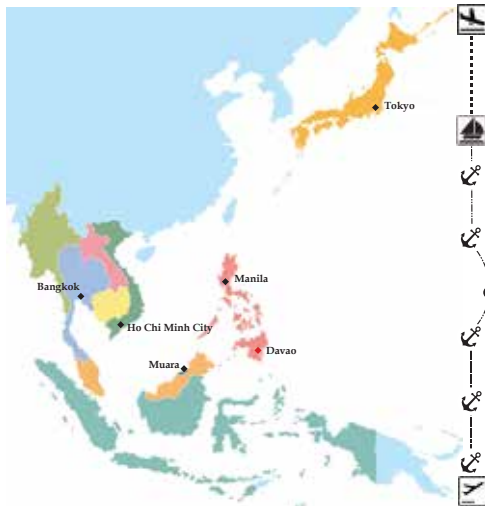 Tokyo
Manila
Bangkok
Ho Chi Minh City
Davao
Muara